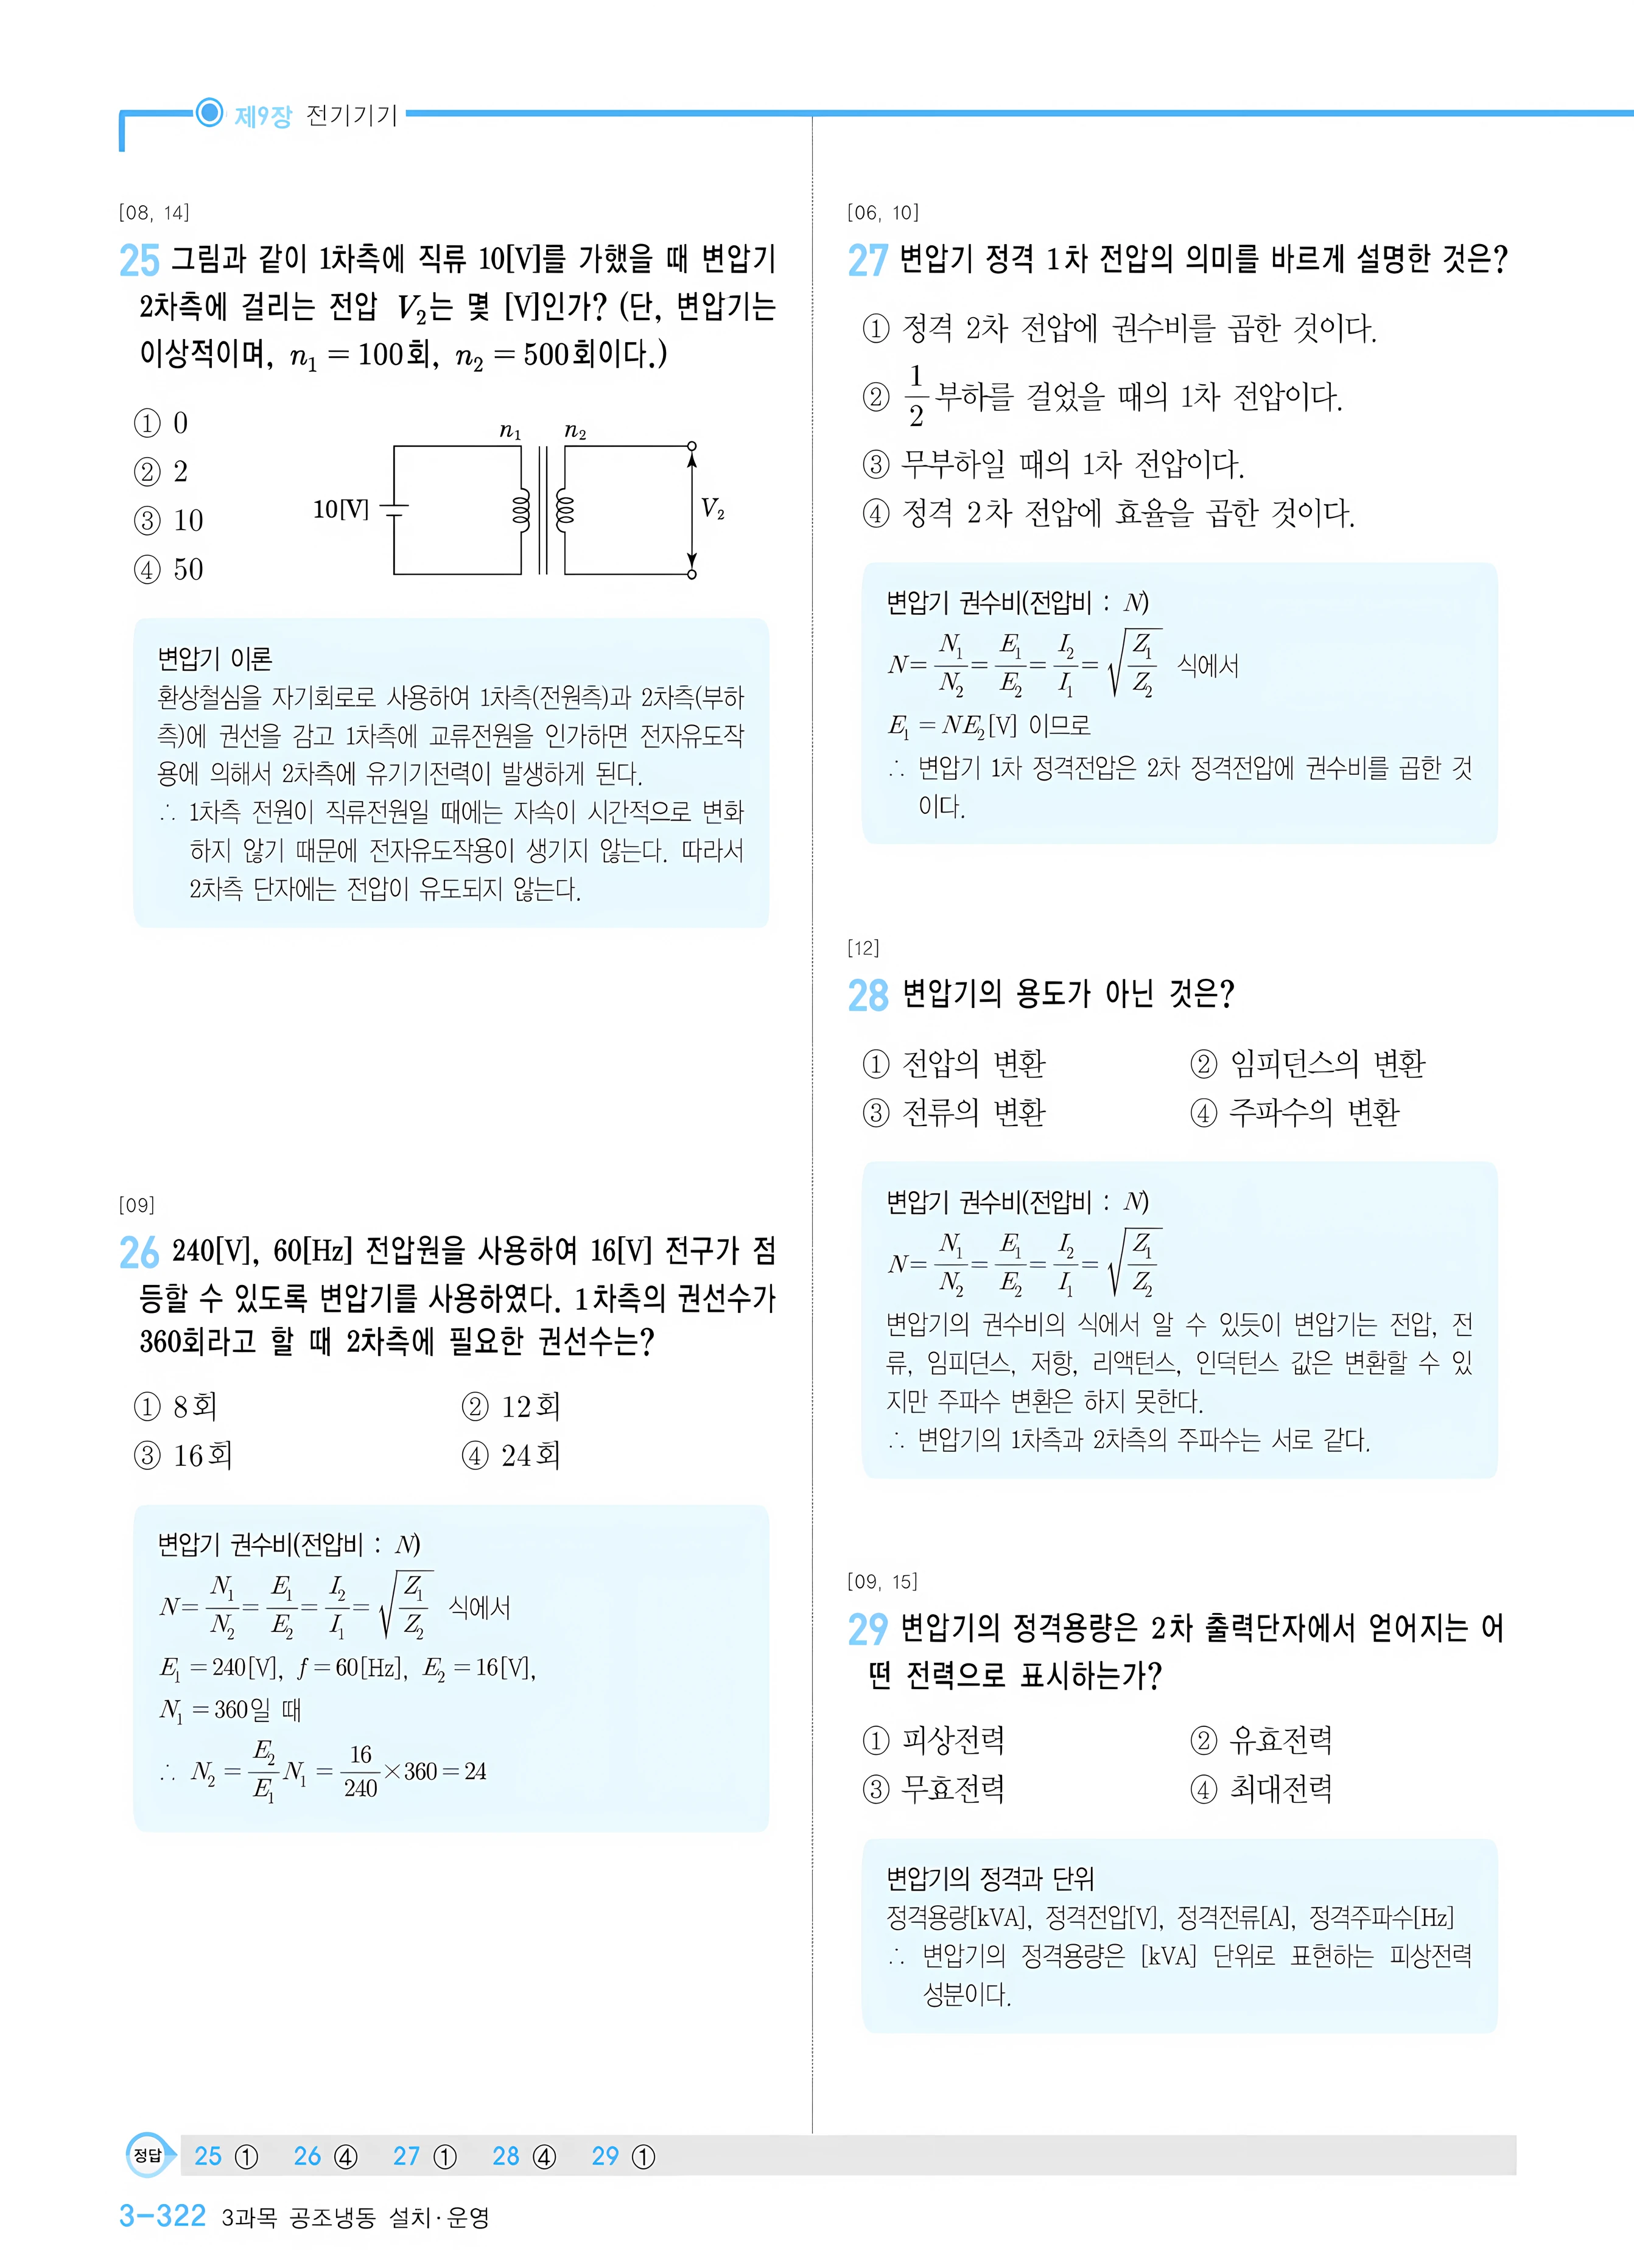 제9장 전기기기
[08, 14]
25 그림과 같이 1차측에 직류 10[V]를 가했을 때 변압기
2차측에 걸리는 전압 V₂는 몇 [V]인가? (단, 변압기는
이상적이며, n₁ = 100회, n₂ = 500회이다.)
① 0
② 2
③ 10
④ 50
n₁ n₂
10[V]
V₂
변압기 이론
환상철심을 자기회로로 사용하여 1차측(전원측)과 2차측(부하
측)에 권선을 감고 1차측에 교류전원을 인가하면 전자유도작
용에 의해서 2차측에 유기기전력이 발생하게 된다.
∴ 1차측 전원이 직류전원일 때에는 자속이 시간적으로 변화
하지 않기 때문에 전자유도작용이 생기지 않는다. 따라서
2차측 단자에는 전압이 유도되지 않는다.
[09]
26 240[V], 60[Hz] 전압원을 사용하여 16[V] 전구가 점
등할 수 있도록 변압기를 사용하였다. 1차측의 권선수가
360회라고 할 때 2차측에 필요한 권선수는?
① 8회 ② 12회
③ 16회 ④ 24회
변압기 권수비(전압비 : N)
N = N₁/N₂ = E₁/E₂ = I₂/I₁ = √(Z₁/Z₂) 식에서
E₁ = 240[V], f = 60[Hz], E₂ = 16[V],
N₁ = 360일 때
∴ N₂ = E₂/E₁ N₁ = 16/240 × 360 = 24
[06, 10]
27 변압기 정격 1차 전압의 의미를 바르게 설명한 것은?
① 정격 2차 전압에 권수비를 곱한 것이다.
② 1/2 부하를 걸었을 때의 1차 전압이다.
③ 무부하일 때의 1차 전압이다.
④ 정격 2차 전압에 효율을 곱한 것이다.
변압기 권수비(전압비 : N)
N = N₁/N₂ = E₁/E₂ = I₂/I₁ = √(Z₁/Z₂) 식에서
E₁ = NE₂[V] 이므로
∴ 변압기 1차 정격전압은 2차 정격전압에 권수비를 곱한 것
이다.
[12]
28 변압기의 용도가 아닌 것은?
① 전압의 변환 ② 임피던스의 변환
③ 전류의 변환 ④ 주파수의 변환
변압기 권수비(전압비 : N)
N = N₁/N₂ = E₁/E₂ = I₂/I₁ = √(Z₁/Z₂)
변압기의 권수비의 식에서 알 수 있듯이 변압기는 전압, 전
류, 임피던스, 저항, 리액턴스, 인덕턴스 값은 변환할 수 있
지만 주파수 변환은 하지 못한다.
∴ 변압기의 1차측과 2차측의 주파수는 서로 같다.
[09, 15]
29 변압기의 정격용량은 2차 출력단자에서 얻어지는 어
떤 전력으로 표시하는가?
① 피상전력 ② 유효전력
③ 무효전력 ④ 최대전력
변압기의 정격과 단위
정격용량[kVA], 정격전압[V], 정격전류[A], 정격주파수[Hz]
∴ 변압기의 정격용량은 [kVA] 단위로 표현하는 피상전력
성분이다.
정답 25 ① 26 ④ 27 ① 28 ④ 29 ①
3-322 3과목 공조냉동 설치·운영